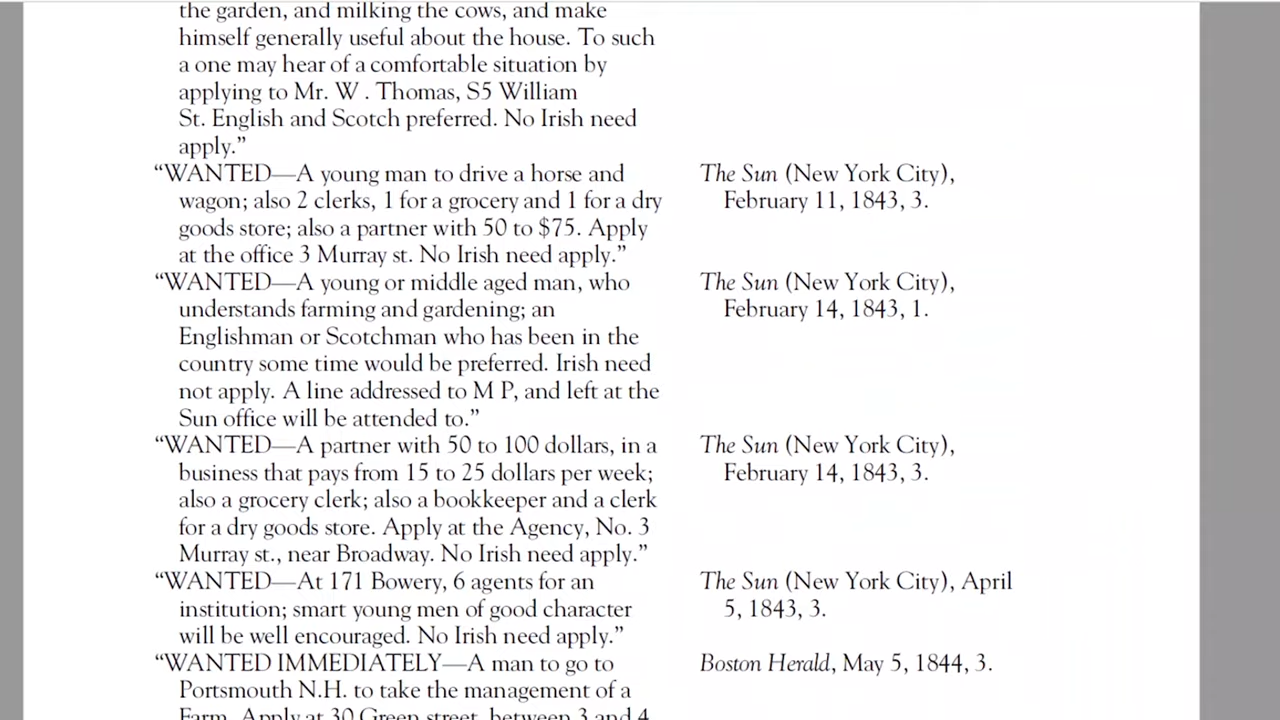 the garden, and milking the cows, and make
himself generally useful about the house. To such
a one may hear of a comfortable situation by
applying to Mr. W . Thomas, S5 William
St. English and Scotch preferred. No Irish need
apply.”
“WANTED—A young man to drive a horse and
wagon; also 2 clerks, 1 for a grocery and 1 for a dry
goods store; also a partner with 50 to $75. Apply
at the office 3 Murray st. No Irish need apply.”
The Sun (New York City),
February 11, 1843, 3.
“WANTED—A young or middle aged man, who
understands farming and gardening; an
Englishman or Scotchman who has been in the
country some time would be preferred. Irish need
not apply. A line addressed to M P, and left at the
Sun office will be attended to.”
The Sun (New York City),
February 14, 1843, 1.
“WANTED—A partner with 50 to 100 dollars, in a
business that pays from 15 to 25 dollars per week;
also a grocery clerk; also a bookkeeper and a clerk
for a dry goods store. Apply at the Agency, No. 3
Murray st., near Broadway. No Irish need apply.”
The Sun (New York City),
February 14, 1843, 3.
“WANTED—At 171 Bowery, 6 agents for an
institution; smart young men of good character
will be well encouraged. No Irish need apply.”
The Sun (New York City), April
5, 1843, 3.
“WANTED IMMEDIATELY—A man to go to
Portsmouth N.H. to take the management of a
Farm. Apply at 30 Green street, between 3 and 4
Boston Herald, May 5, 1844, 3.